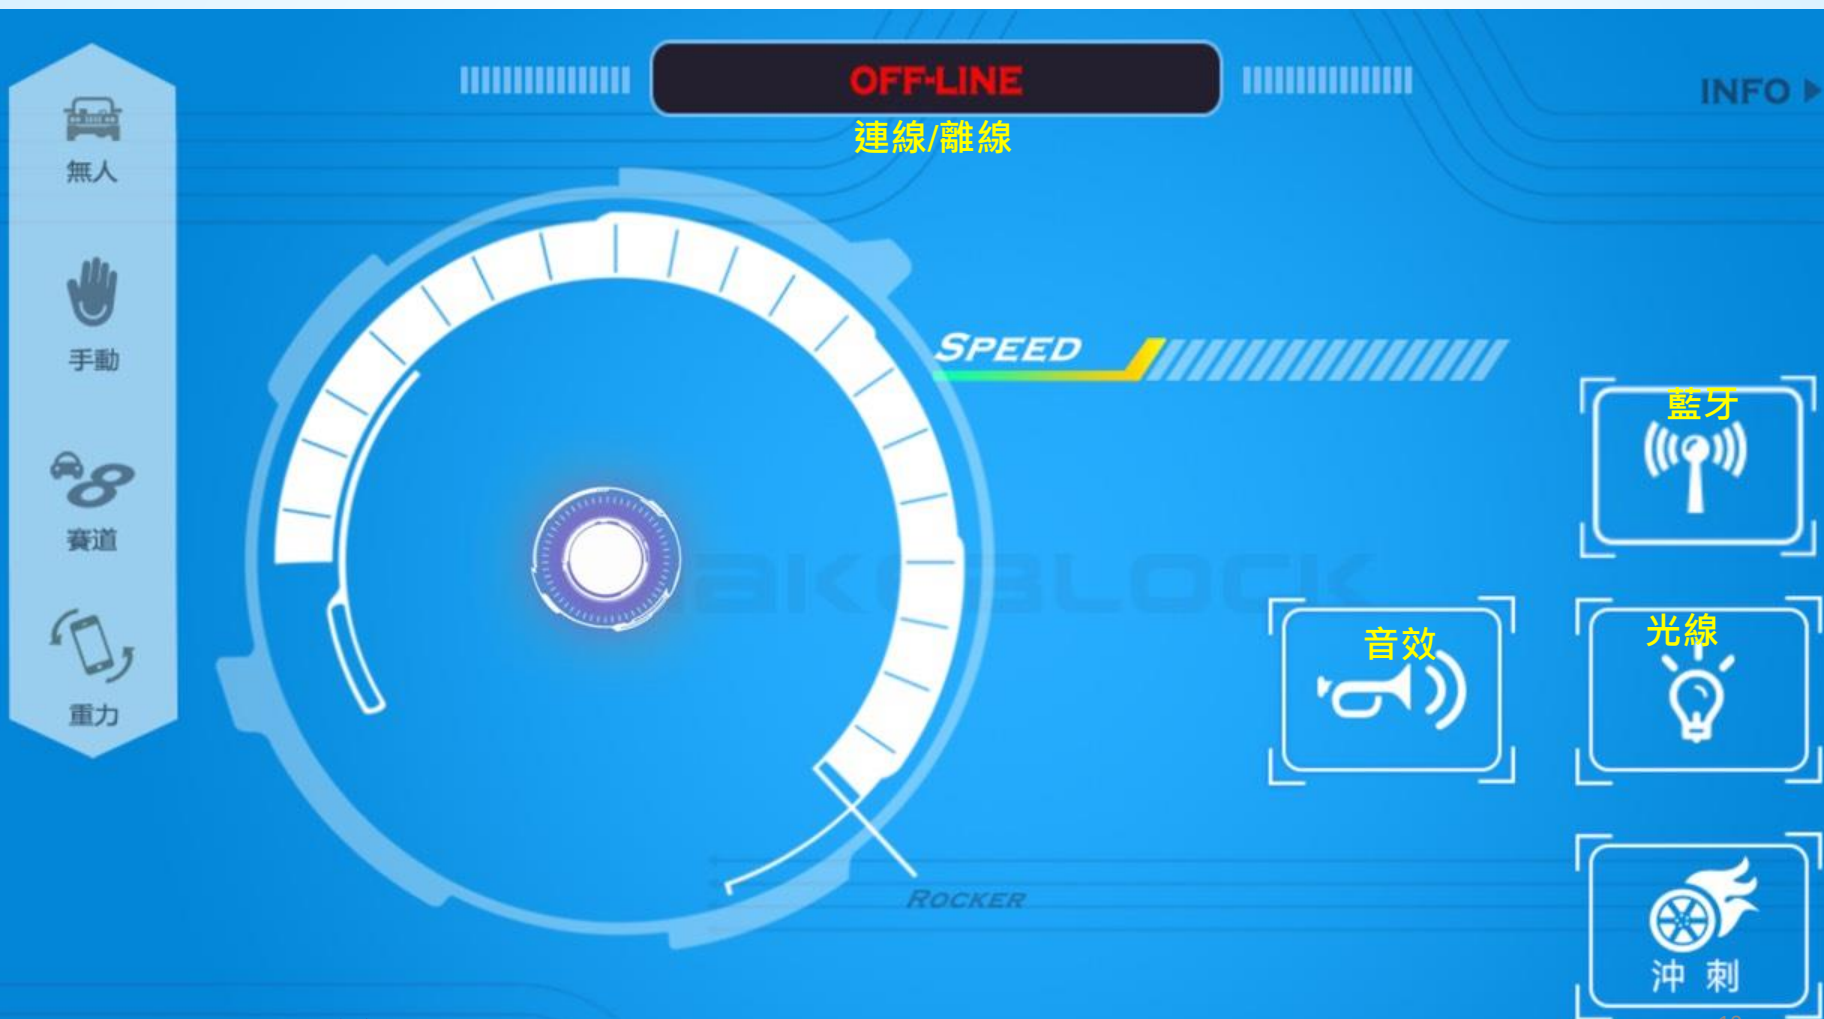 OFF-LINE
連線/離線
INFO
無人
手動
賽道
重力
SPEED
藍牙
音效
光線
ROCKER
沖刺